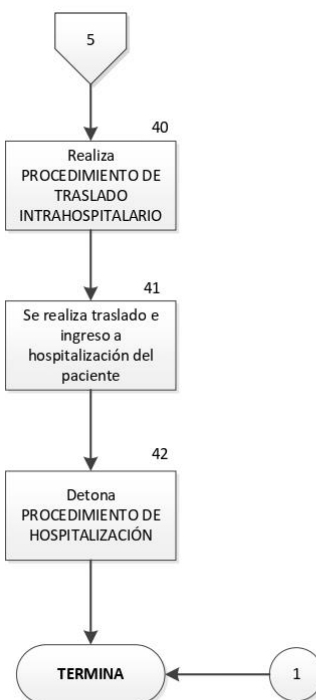 5
40
Realiza
PROCEDIMIENTO DE
TRASLADO
INTRAHOSPITALARIO
41
Se realiza traslado e
ingreso a
hospitalización del
paciente
42
Detona
PROCEDIMIENTO DE
HOSPITALIZACIÓN
TERMINA
1